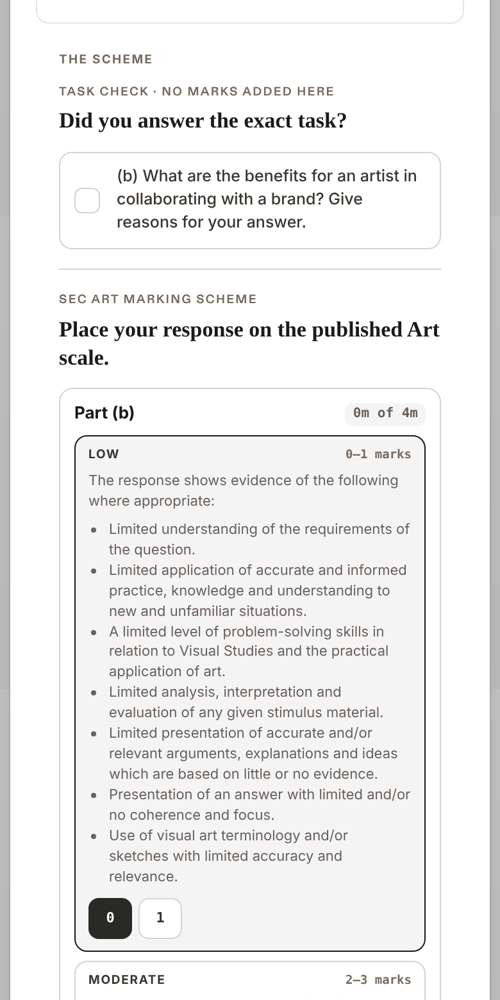 THE SCHEME
TASK CHECK · NO MARKS ADDED HERE
Did you answer the exact task?
(b) What are the benefits for an artist in
collaborating with a brand? Give
reasons for your answer.
SEC ART MARKING SCHEME
Place your response on the published Art
scale.
Part (b)
0m of 4m
LOW
0–1 marks
The response shows evidence of the following
where appropriate:
• Limited understanding of the requirements of
the question.
• Limited application of accurate and informed
practice, knowledge and understanding to
new and unfamiliar situations.
• A limited level of problem-solving skills in
relation to Visual Studies and the practical
application of art.
• Limited analysis, interpretation and
evaluation of any given stimulus material.
• Limited presentation of accurate and/or
relevant arguments, explanations and ideas
which are based on little or no evidence.
• Presentation of an answer with limited and/or
no coherence and focus.
• Use of visual art terminology and/or
sketches with limited accuracy and
relevance.
0
1
MODERATE
2–3 marks